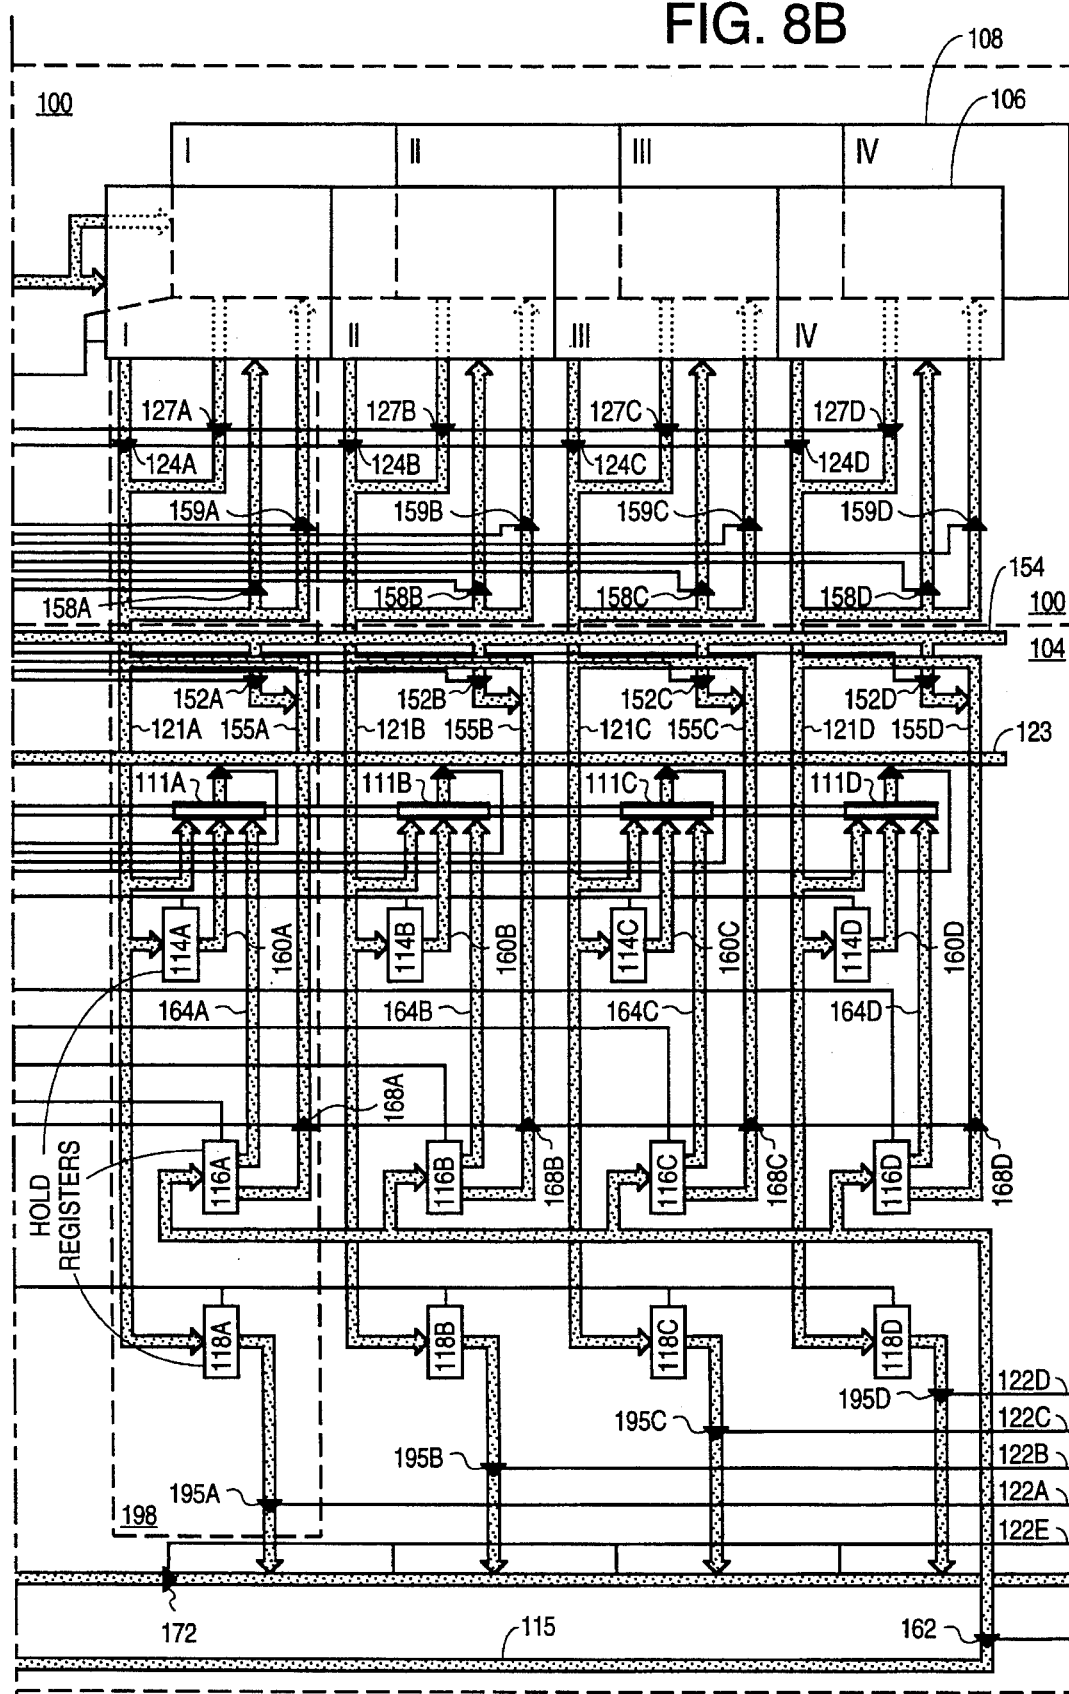 FIG. 8B
108
100
106
I II III IV
I II III IV
127A 127B 127C 127D
124A 124B 124C 124D
159A 159B 159C 159D
154
158A 158B 158C 158D
100
104
152A 152B 152C 152D
121A 155A 121B 155B 121C 155C 121D 155D
123
111A 111B 111C 111D
114A 160A 114B 160B 114C 160C 114D 160D
164A 164B 164C 164D
168A
HOLD REGISTERS
116A 116B 168B 116C 168C 116D 168D
118A 118B 118C 118D
122D
195D
122C
195C
122B
195B
122A
195A
198
122E
172
115
162